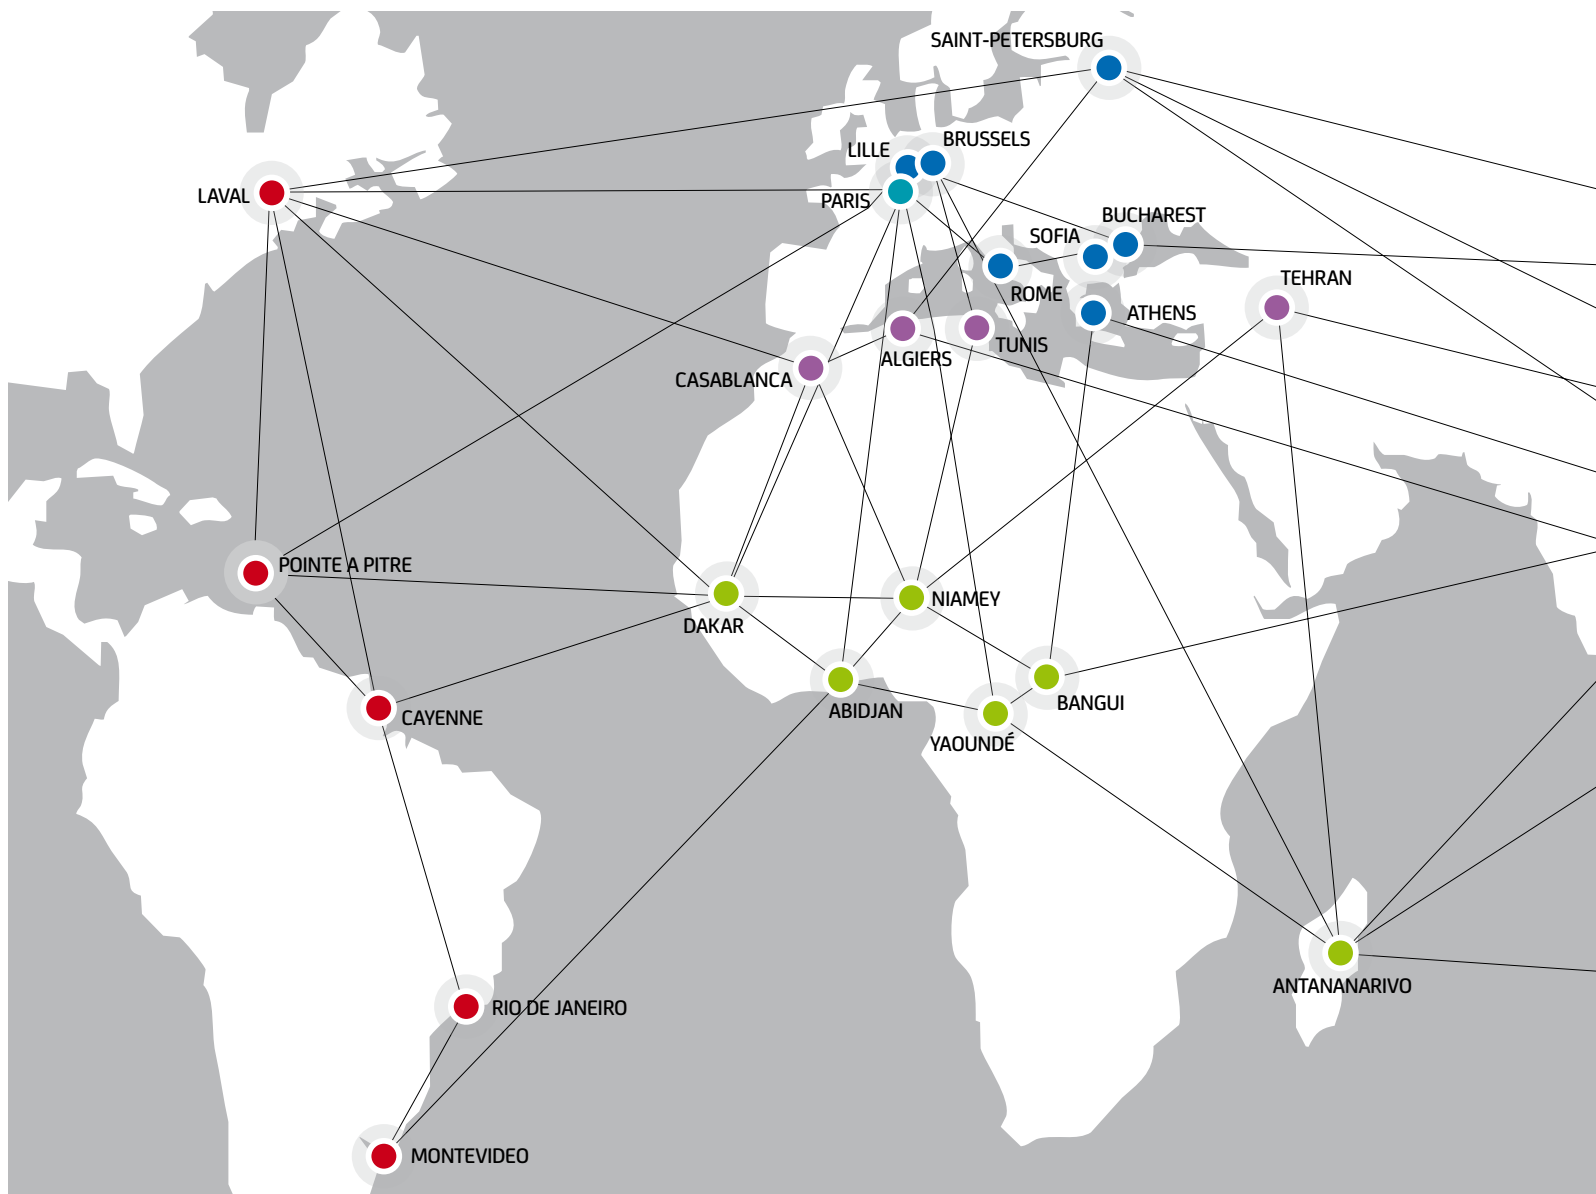 SAINT-PETERSBURG
BRUSSELS
LILLE
LAVAL
PARIS
BUCHAREST
SOFIA
TEHRAN
ROME
ATHENS
TUNIS
ALGIERS
CASABLANCA
POINTE A PITRE
NIAMEY
DAKAR
BANGUI
ABIDJAN
CAYENNE
YAOUNDÉ
ANTANANARIVO
RIO DE JANEIRO
MONTEVIDEO